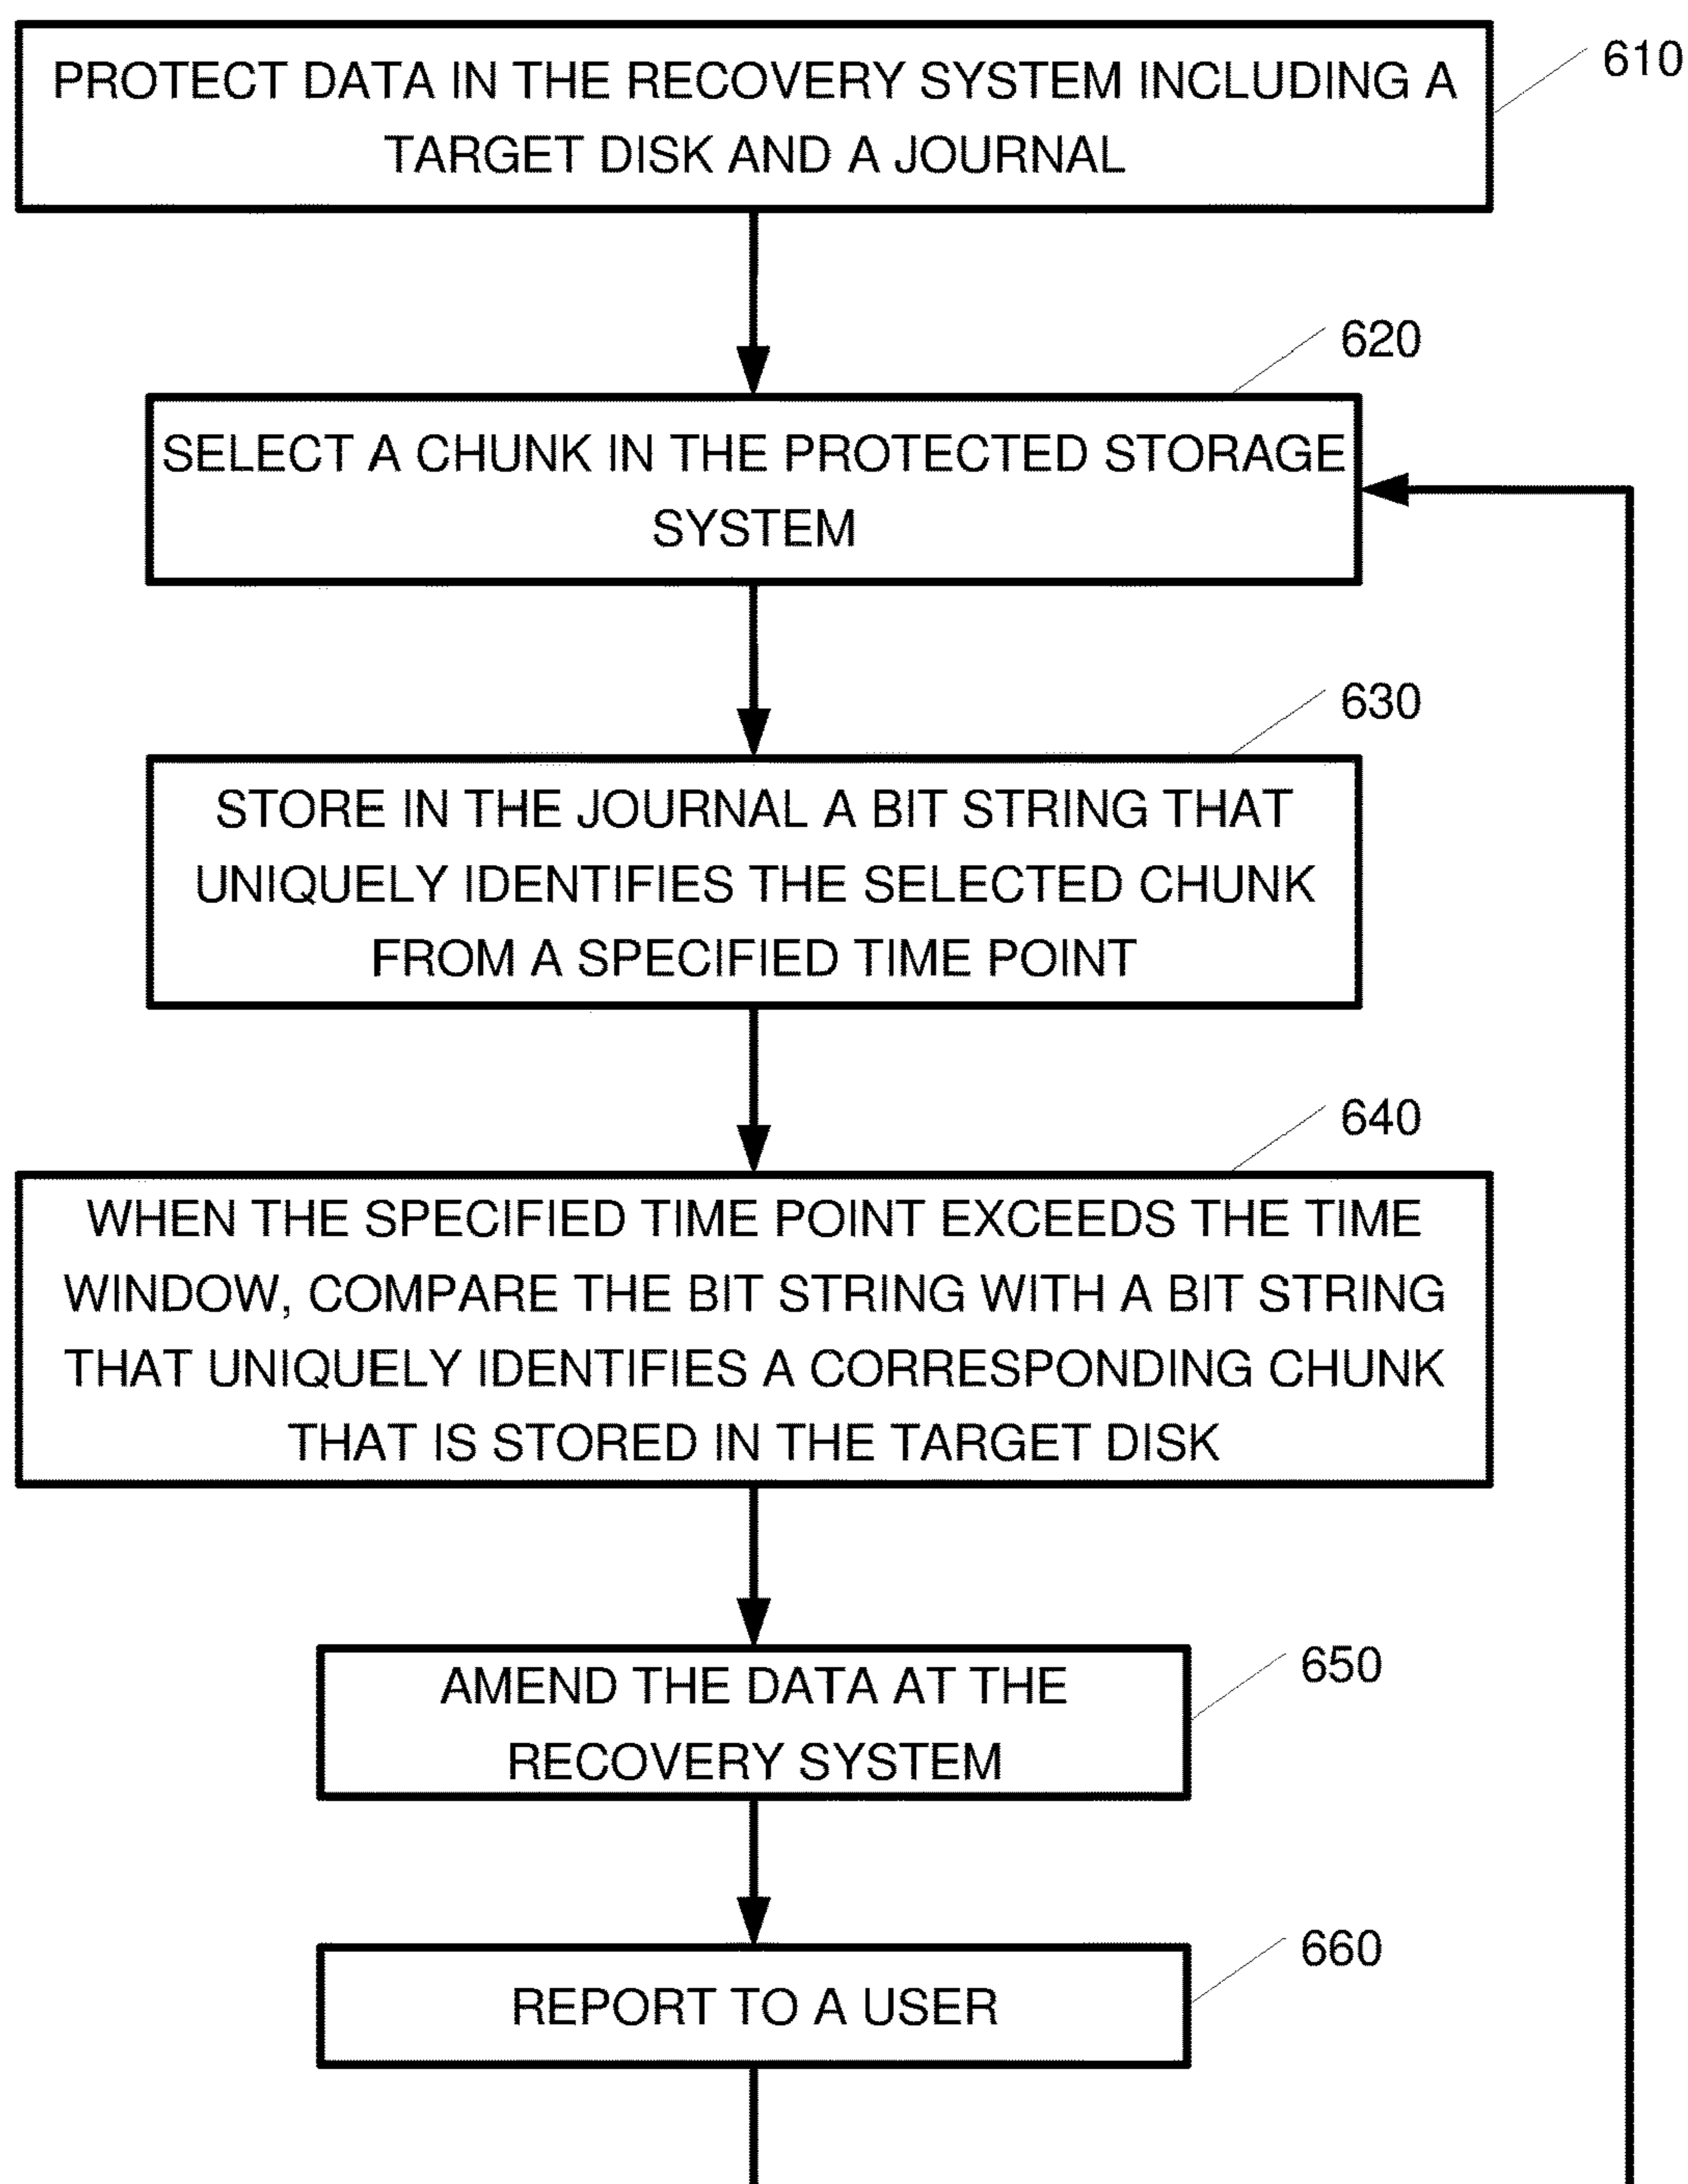 PROTECT DATA IN THE RECOVERY SYSTEM INCLUDING A
TARGET DISK AND A JOURNAL
610
620
SELECT A CHUNK IN THE PROTECTED STORAGE
SYSTEM
630
STORE IN THE JOURNAL A BIT STRING THAT
UNIQUELY IDENTIFIES THE SELECTED CHUNK
FROM A SPECIFIED TIME POINT
640
WHEN THE SPECIFIED TIME POINT EXCEEDS THE TIME
WINDOW, COMPARE THE BIT STRING WITH A BIT STRING
THAT UNIQUELY IDENTIFIES A CORRESPONDING CHUNK
THAT IS STORED IN THE TARGET DISK
650
AMEND THE DATA AT THE
RECOVERY SYSTEM
660
REPORT TO A USER